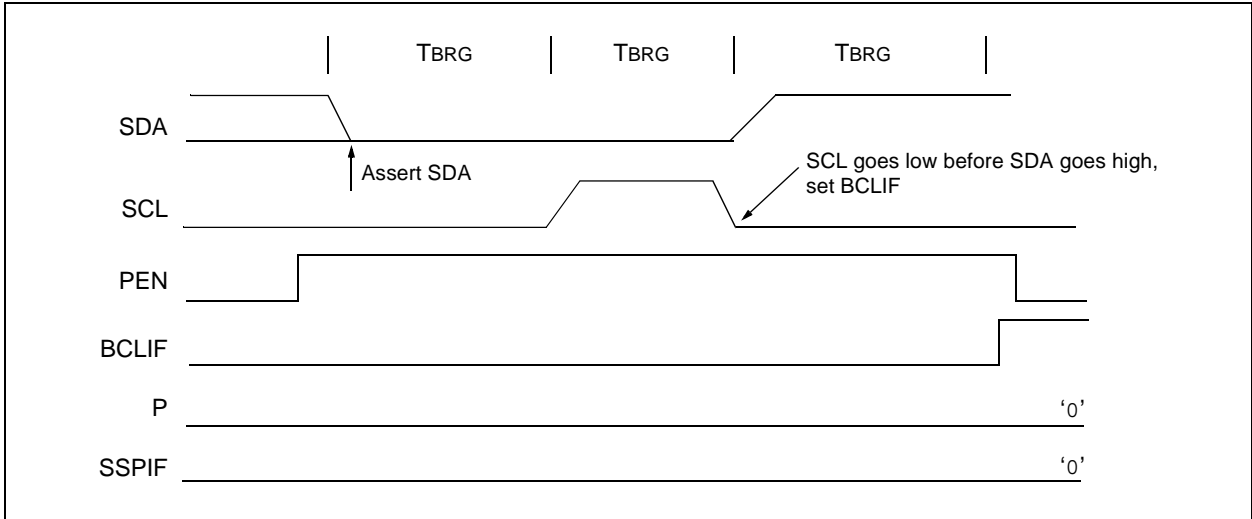 TBRG TBRG TBRG
SDA
Assert SDA
SCL goes low before SDA goes high,
set BCLIF
SCL
PEN
BCLIF
P ‘0’
SSPIF ‘0’